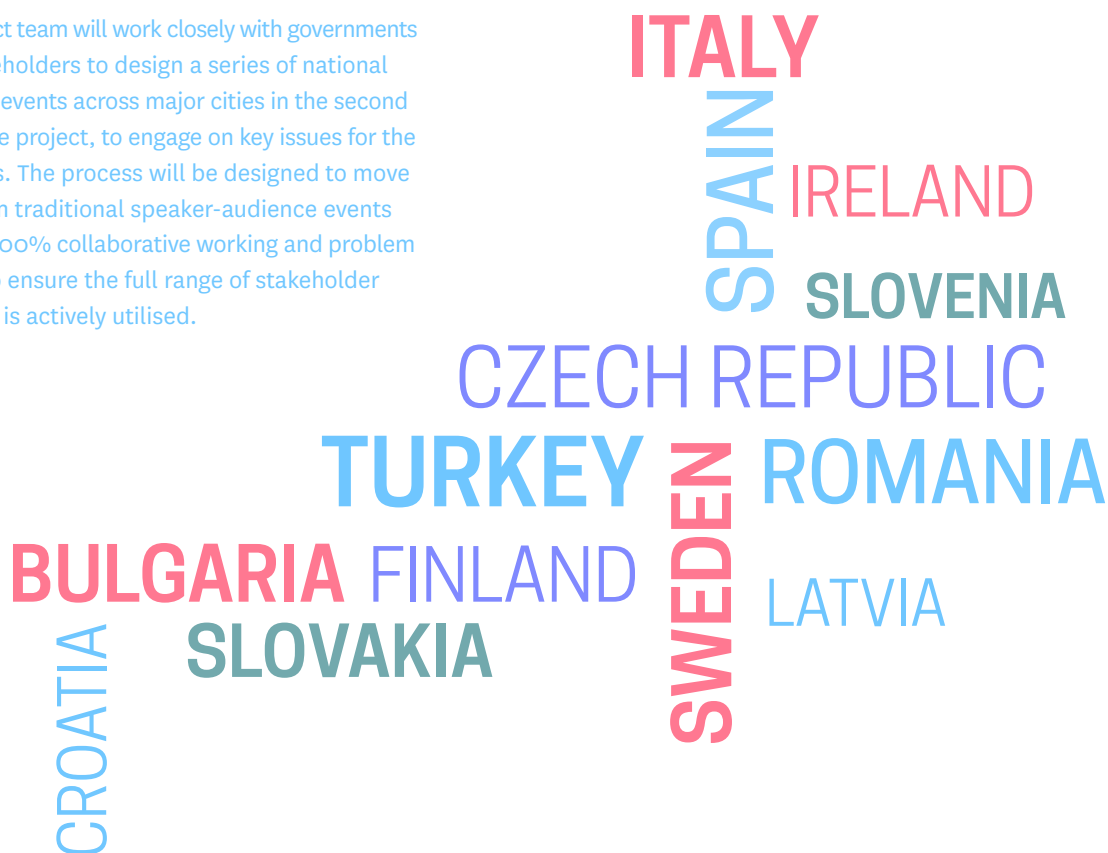 ct team will work closely with governments
eholders to design a series of national
events across major cities in the second
e project, to engage on key issues for the
s. The process will be designed to move
n traditional speaker-audience events
00% collaborative working and problem
ensure the full range of stakeholder
is actively utilised.
ITALY
SPAIN
IRELAND
SLOVENIA
CZECH REPUBLIC
TURKEY
SWEDEN
ROMANIA
BULGARIA
FINLAND
LATVIA
SLOVAKIA
CROATIA